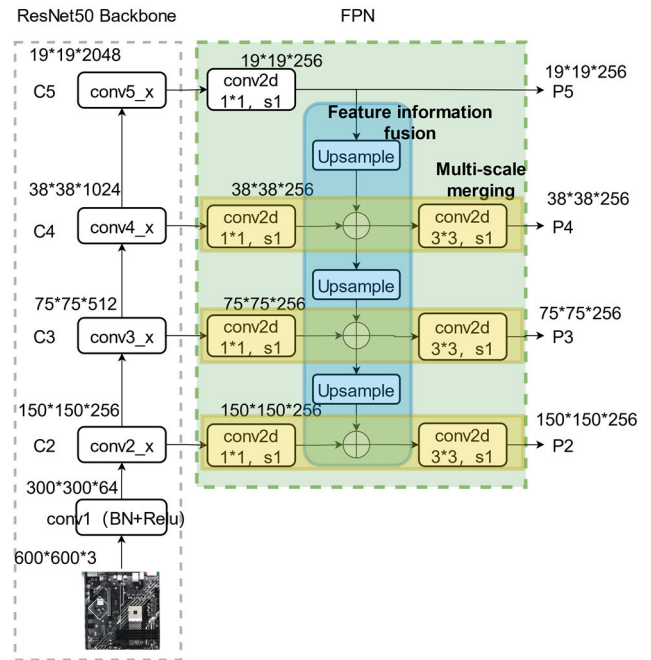 ResNet50 Backbone
FPN
19*19*2048
C5
conv5_x
19*19*256
conv2d
1*1, s1
19*19*256
P5
Feature information
fusion
Upsample
Multi-scale
merging
38*38*1024
C4
conv4_x
38*38*256
conv2d
1*1, s1
conv2d
3*3, s1
38*38*256
P4
Upsample
75*75*512
C3
conv3_x
75*75*256
conv2d
1*1, s1
conv2d
3*3, s1
75*75*256
P3
Upsample
150*150*256
C2
conv2_x
150*150*256
conv2d
1*1, s1
conv2d
3*3, s1
150*150*256
P2
300*300*64
conv1 (BN+Relu)
600*600*3